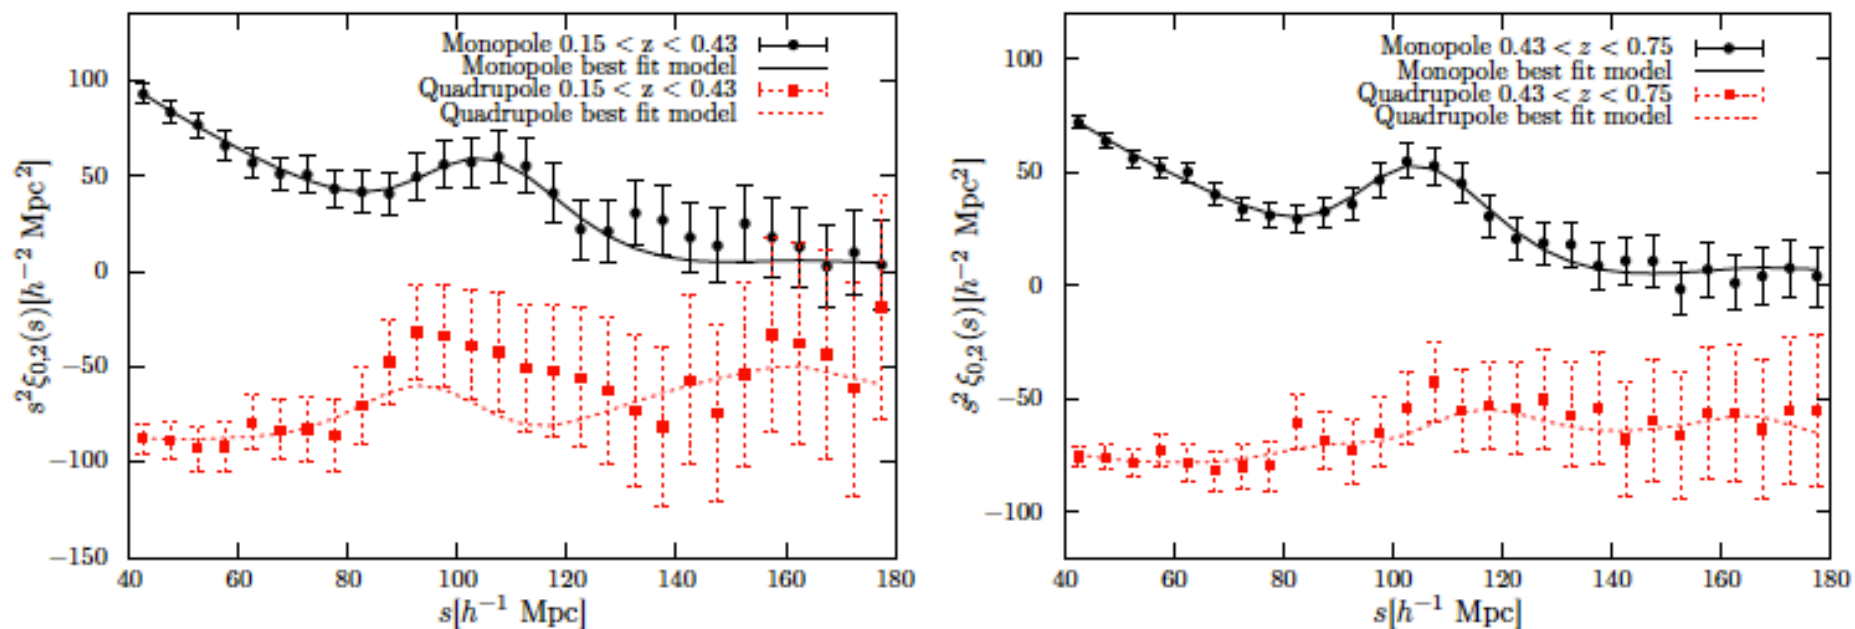 Monopole 0.15 < z < 0.43
Monopole best fit model
Quadrupole 0.15 < z < 0.43
Quadrupole best fit model
100
50
0
−50
−100
−150
s²ξ₀,₂(s)[h⁻² Mpc²]
40 60 80 100 120 140 160 180
s[h⁻¹ Mpc]
Monopole 0.43 < z < 0.75
Monopole best fit model
Quadrupole 0.43 < z < 0.75
Quadrupole best fit model
100
50
0
−50
−100
s²ξ₀,₂(s)[h⁻² Mpc²]
40 60 80 100 120 140 160 180
s[h⁻¹ Mpc]